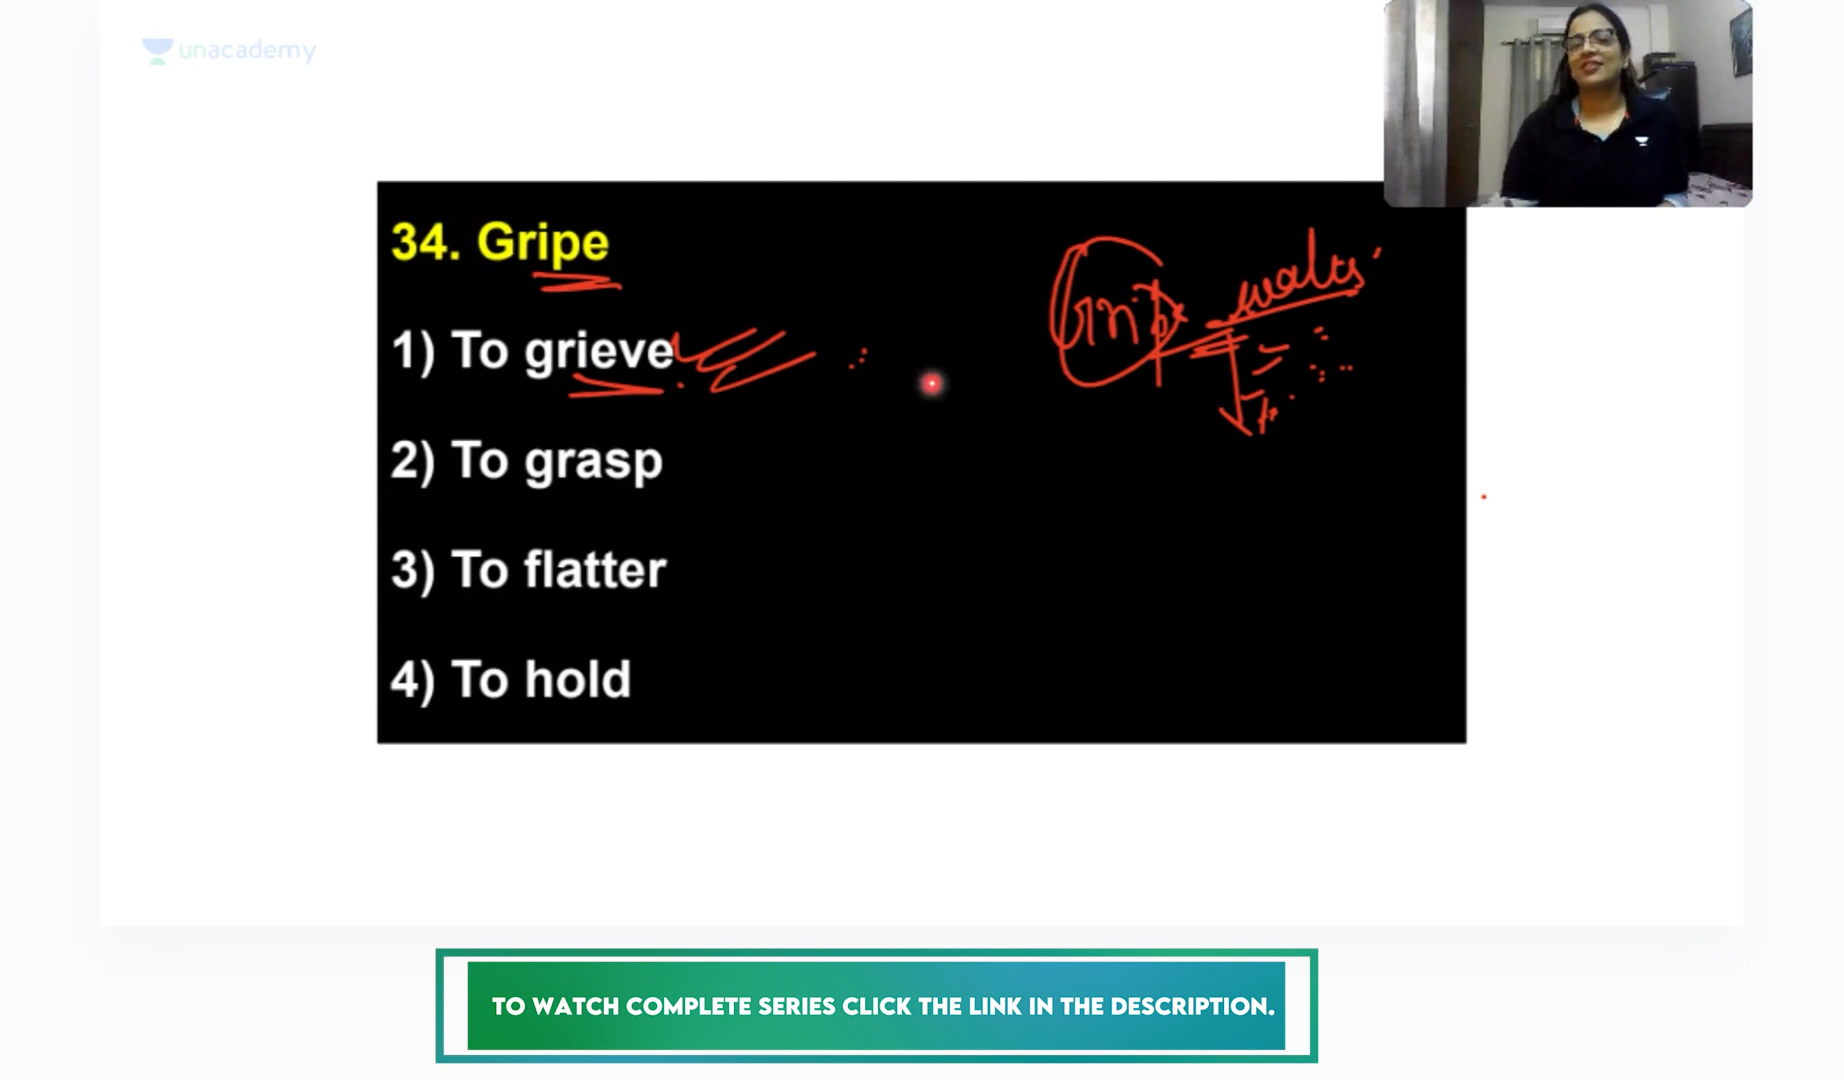 unacademy
34. Gripe
1) To grieve
2) To grasp
3) To flatter
4) To hold
Gripe
TO WATCH COMPLETE SERIES CLICK THE LINK IN THE DESCRIPTION.